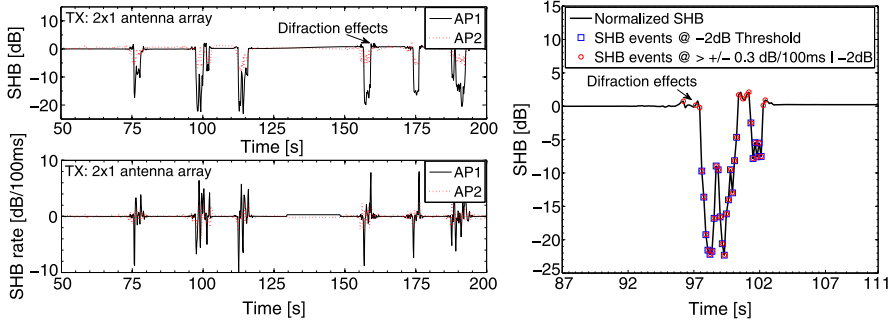 TX: 2x1 antenna array
Difraction effects
AP1
AP2
SHB [dB]
0
−10
−20
50 75 100 125 150 175 200
Time [s]
TX: 2x1 antenna array
AP1
AP2
SHB rate [dB/100ms]
10
0
−10
50 75 100 125 150 175 200
Time [s]
Normalized SHB
SHB events @ −2dB Threshold
SHB events @ > +/− 0.3 dB/100ms | −2dB
Difraction effects
SHB [dB]
15
10
5
0
−5
−10
−15
−20
−25
87 92 97 102 106 111
Time [s]